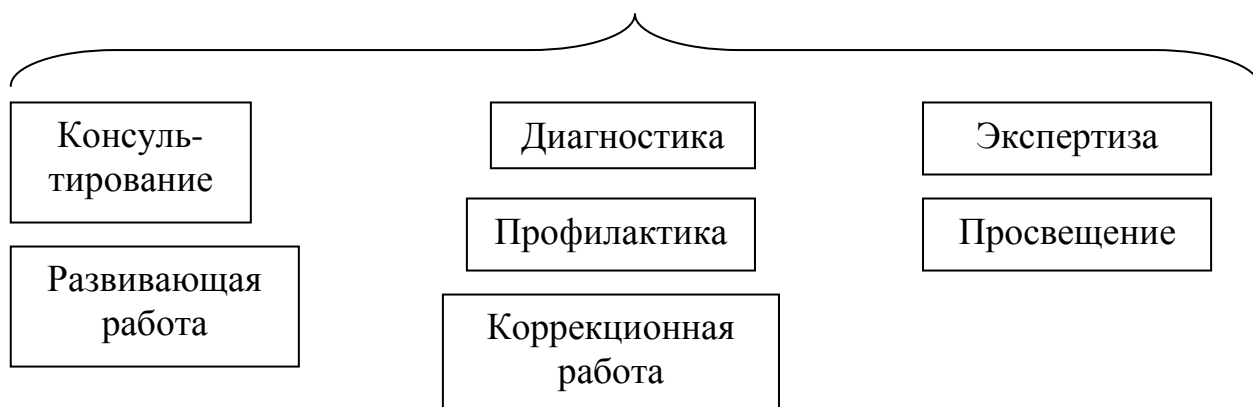 Консуль-
тирование
Диагностика
Экспертиза
Профилактика
Просвещение
Развивающая
работа
Коррекционная
работа